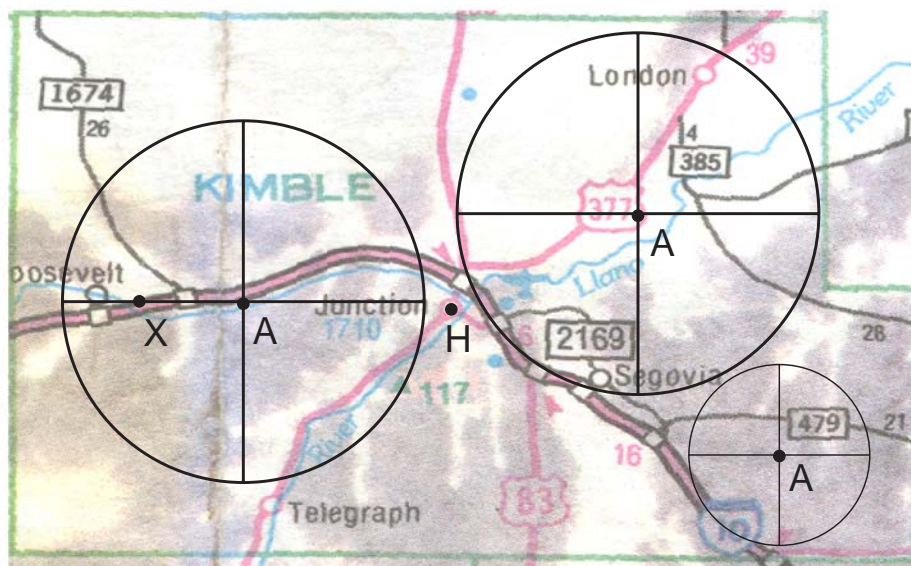 39
London
1674
26
4
River
385
KIMBLE
377
A
Llano
oosevelt
X
A
Junction
1710
H
6
2169
28
Segovia
117
River
479
21
16
A
83
Telegraph
10